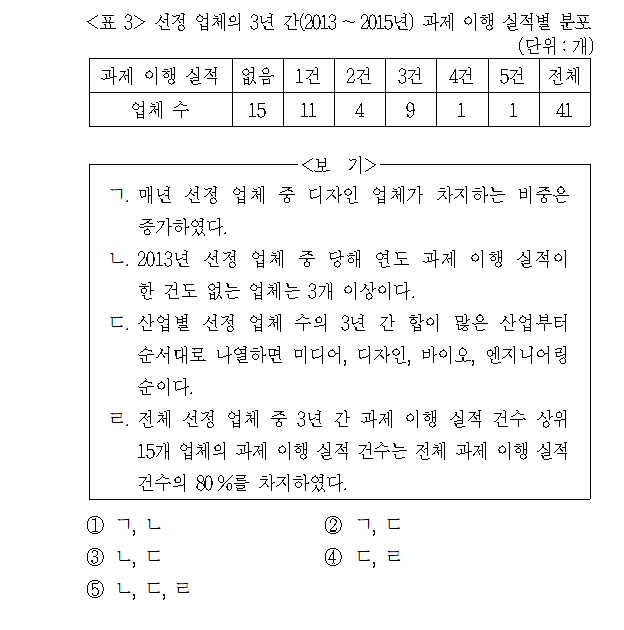 <표 3> 선정 업체의 3년 간(2013 ~ 2015년) 과제 이행 실적별 분포
(단위 : 개)
과제 이행 실적 없음 1건 2건 3건 4건 5건 전체
업체 수 15 11 4 9 1 1 41
<보 기>
ㄱ. 매년 선정 업체 중 디자인 업체가 차지하는 비중은
증가하였다.
ㄴ. 2013년 선정 업체 중 당해 연도 과제 이행 실적이
한 건도 없는 업체는 3개 이상이다.
ㄷ. 산업별 선정 업체 수의 3년 간 합이 많은 산업부터
순서대로 나열하면 미디어, 디자인, 바이오, 엔지니어링
순이다.
ㄹ. 전체 선정 업체 중 3년 간 과제 이행 실적 건수 상위
15개 업체의 과제 이행 실적 건수는 전체 과제 이행 실적
건수의 80 %를 차지하였다.
① ㄱ, ㄴ ② ㄱ, ㄷ
③ ㄴ, ㄷ ④ ㄷ, ㄹ
⑤ ㄴ, ㄷ, ㄹ